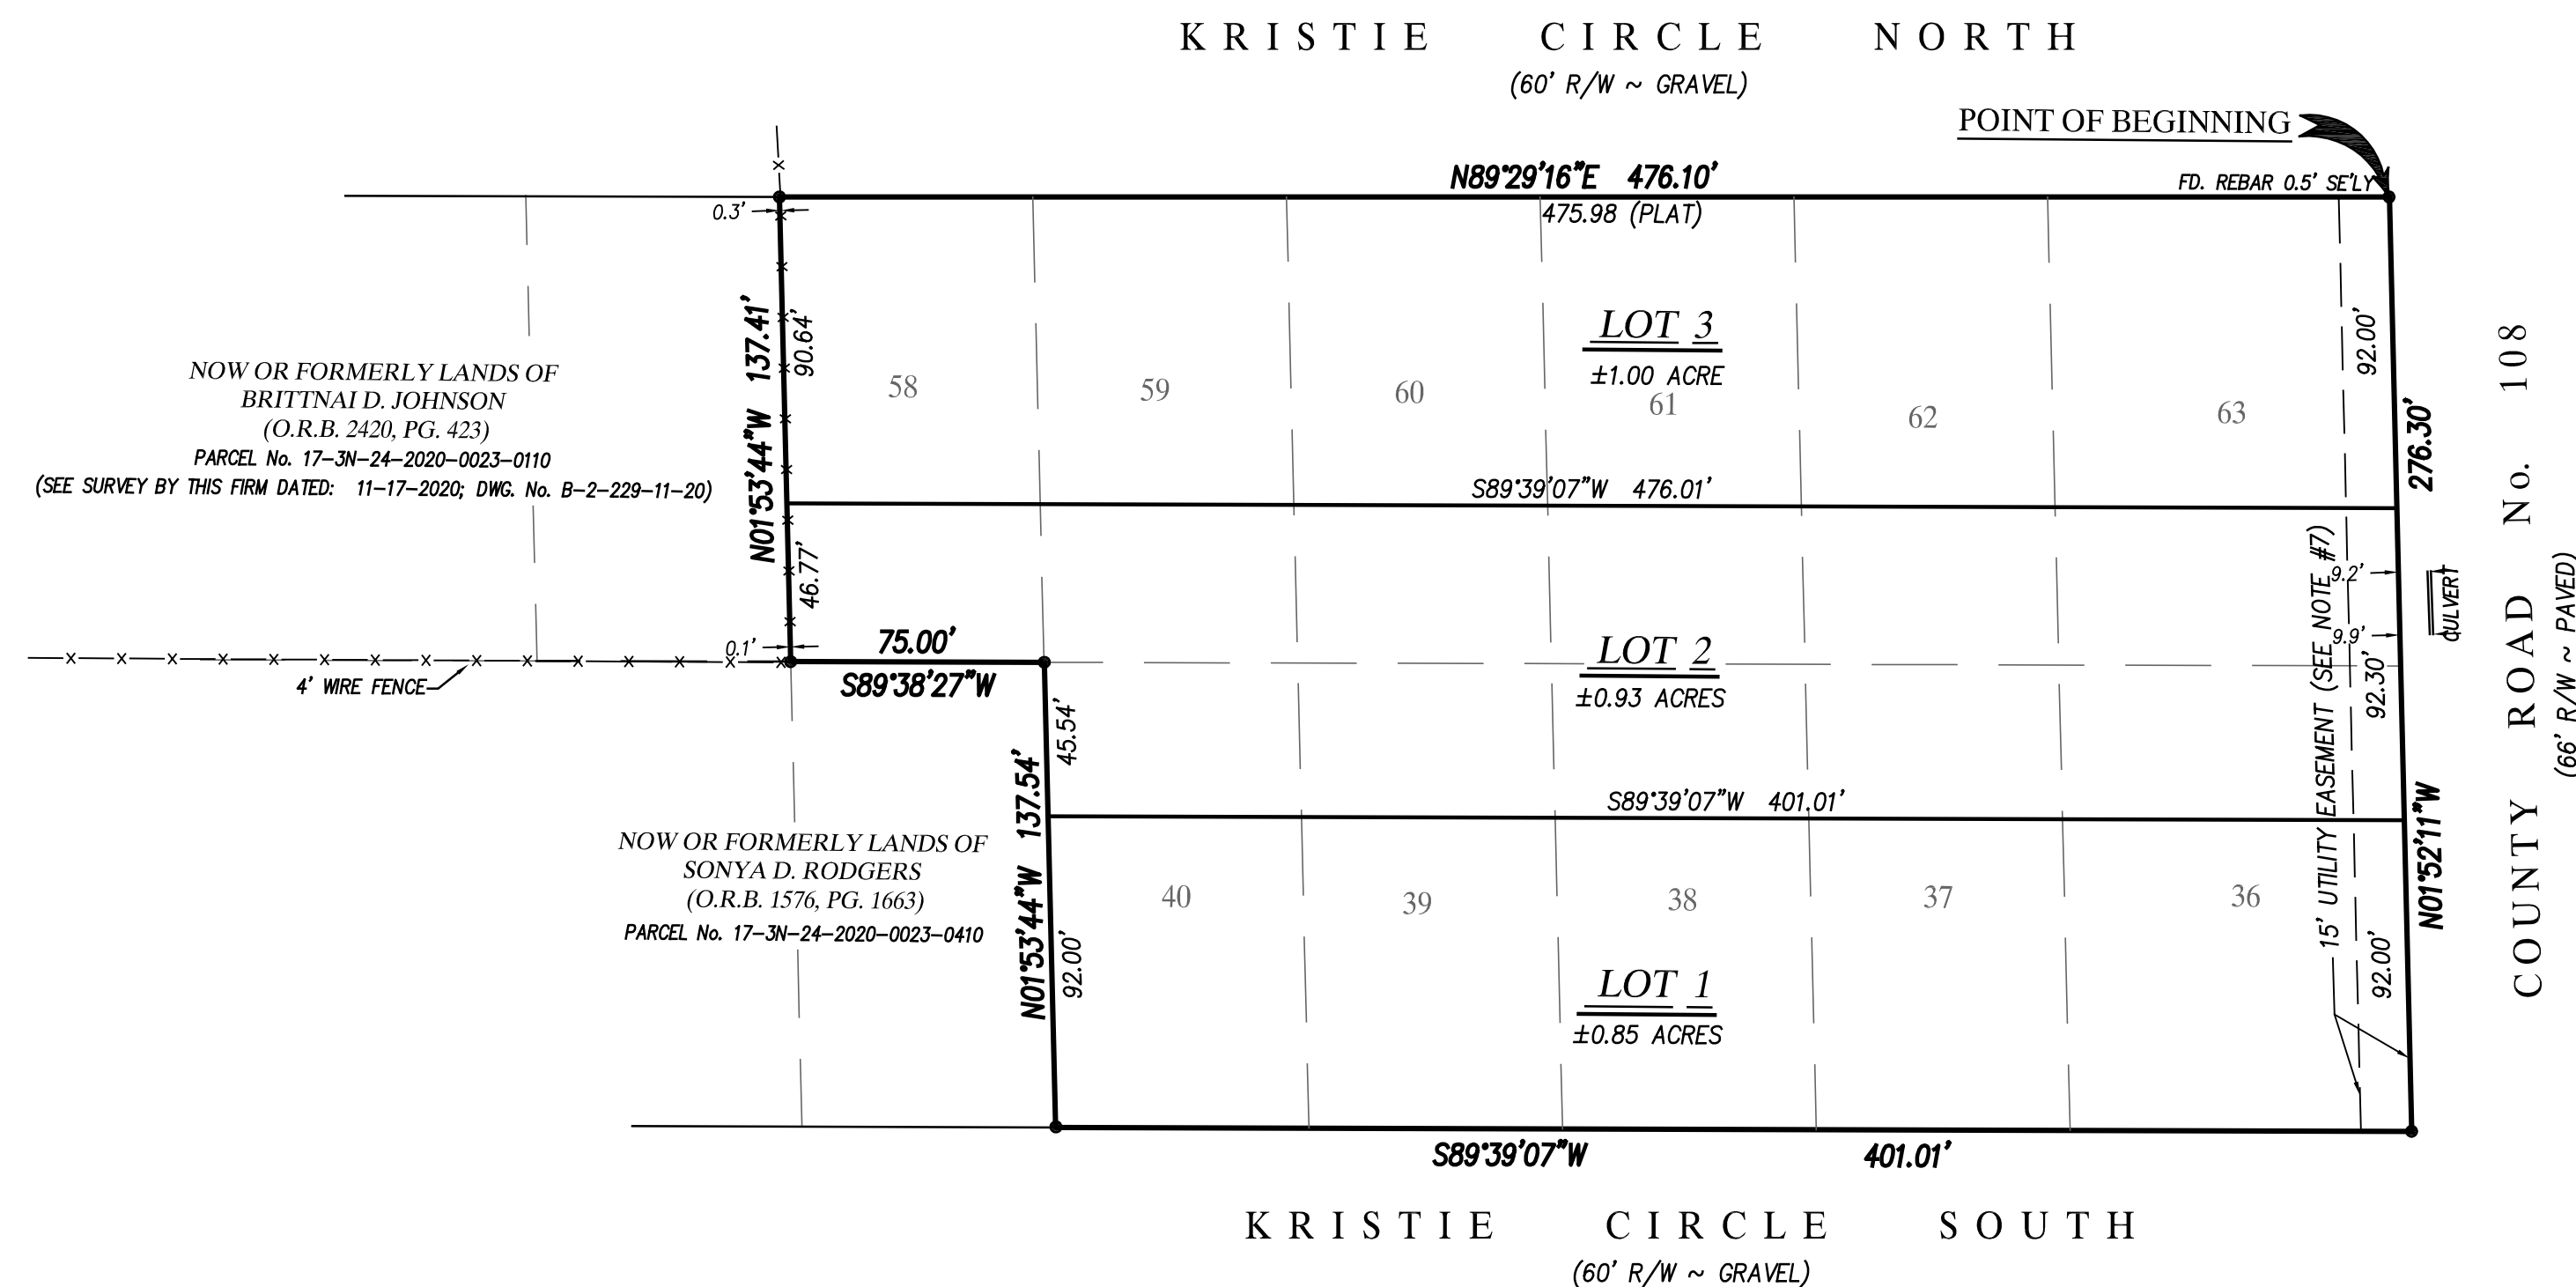 KRISTIE CIRCLE NORTH
(60' R/W ~ GRAVEL)
POINT OF BEGINNING
N89°29'16"E 476.10'
FD. REBAR 0.5' SE'LY
475.98 (PLAT)
0.3'
N01°53'44"W 137.41'
90.64'
46.77'
LOT 3
±1.00 ACRE
58
59
60
61
62
63
92.00'
276.30'
N01°52'11"W
COUNTY ROAD No. 108
(66' R/W ~ PAVED)
NOW OR FORMERLY LANDS OF
BRITTNAI D. JOHNSON
(O.R.B. 2420, PG. 423)
PARCEL No. 17-3N-24-2020-0023-0110
(SEE SURVEY BY THIS FIRM DATED: 11-17-2020; DWG. No. B-2-229-11-20)
S89°39'07"W 476.01'
9.2'
CULVERT
9.9'
15' UTILITY EASEMENT (SEE NOTE #7)
0.1'
75.00'
S89°38'27"W
4' WIRE FENCE
LOT 2
±0.93 ACRES
92.30'
45.54'
N01°53'44"W 137.54'
92.00'
S89°39'07"W 401.01'
NOW OR FORMERLY LANDS OF
SONYA D. RODGERS
(O.R.B. 1576, PG. 1663)
PARCEL No. 17-3N-24-2020-0023-0410
40
39
38
37
36
LOT 1
±0.85 ACRES
92.00'
S89°39'07"W 401.01'
KRISTIE CIRCLE SOUTH
(60' R/W ~ GRAVEL)